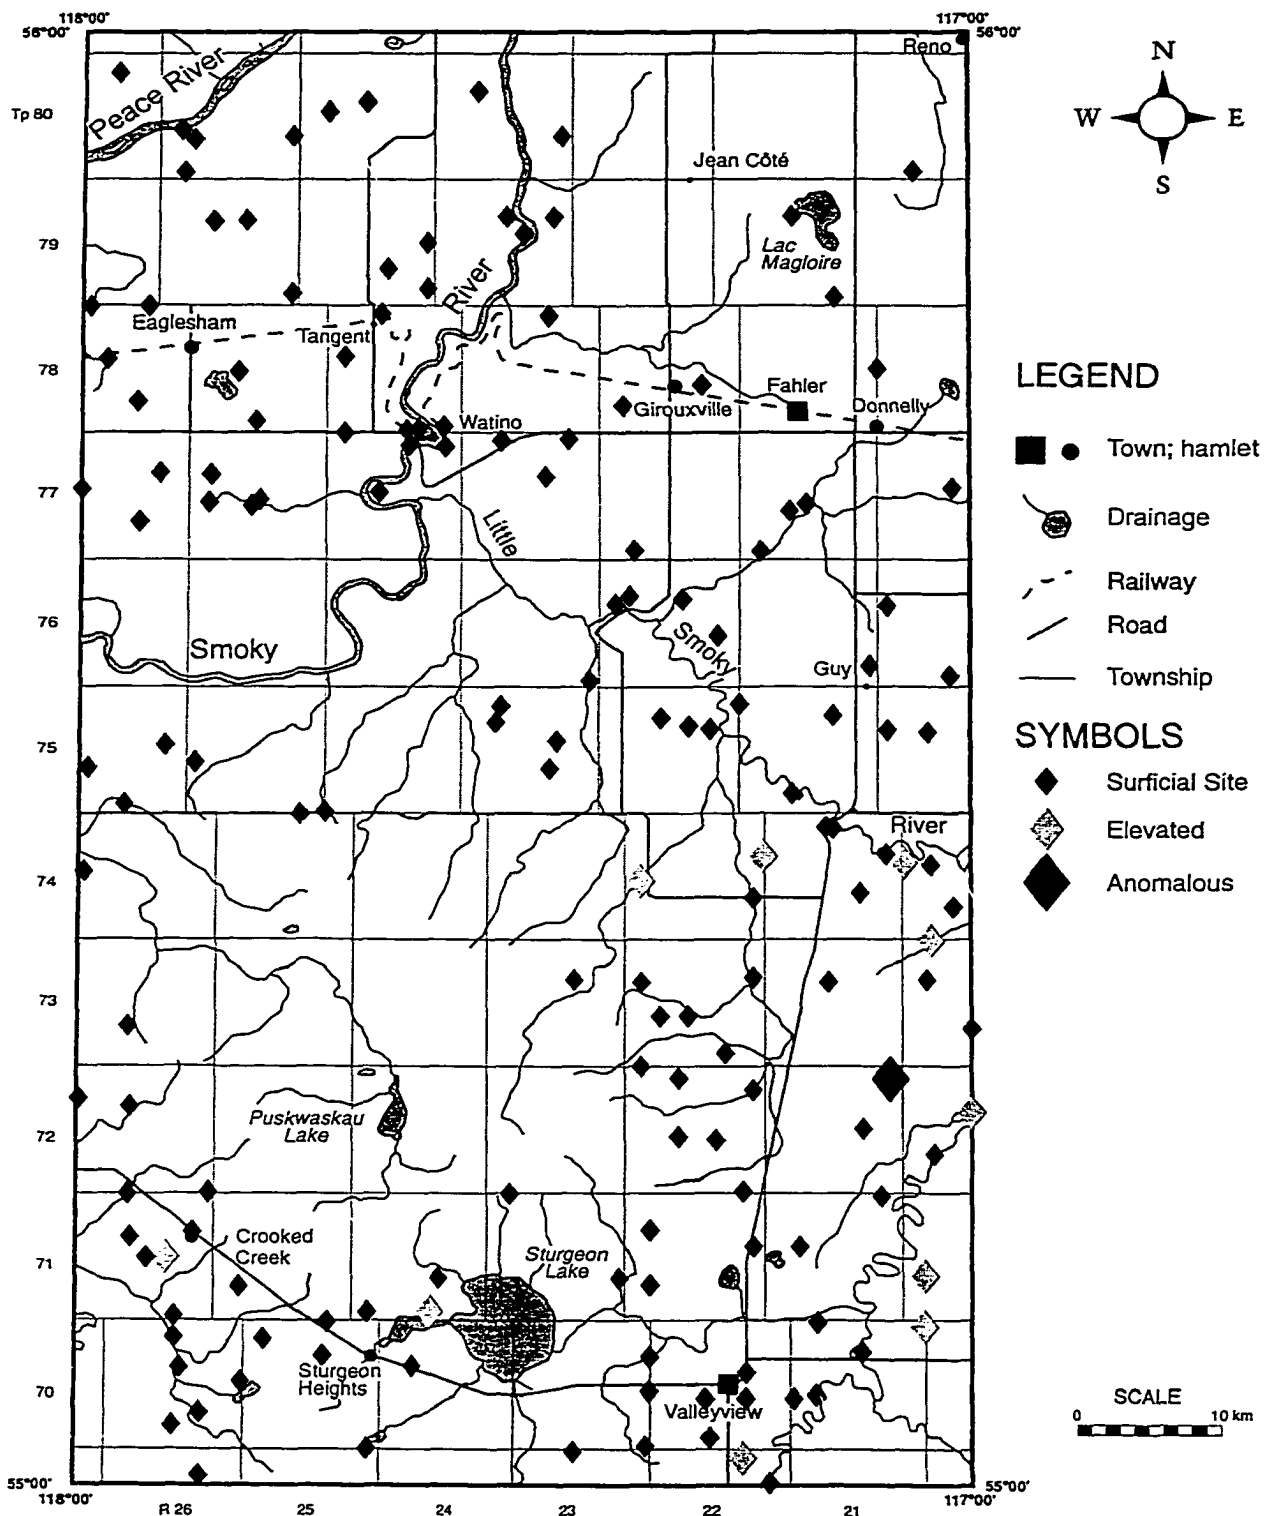 118°00'
117°00'
56°00'
56°00'
Reno
N
W
E
S
Peace River
Tp 80
Jean Côté
79
Lac
Magloire
River
Eaglesham
Tangent
78
Fahler
Girouxville
Donnelly
Watino
77
Little
76
Smoky
Smoky
Guy
75
River
74
73
72
Puskwaskau
Lake
71
Crooked
Creek
Sturgeon
Lake
Sturgeon
Heights
70
Valleyview
55°00'
55°00'
118°00'
117°00'
R 26
25
24
23
22
21
LEGEND
Town; hamlet
Drainage
Railway
Road
Township
SYMBOLS
Surficial Site
Elevated
Anomalous
SCALE
0
10 km